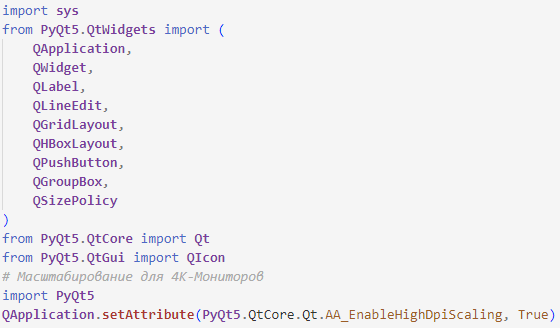 import sys
from PyQt5.QtWidgets import (
    QApplication,
    QWidget,
    QLabel,
    QLineEdit,
    QGridLayout,
    QHBoxLayout,
    QPushButton,
    QGroupBox,
    QSizePolicy
)
from PyQt5.QtCore import Qt
from PyQt5.QtGui import QIcon
# Масштабирование для 4К-Мониторов
import PyQt5
QApplication.setAttribute(PyQt5.QtCore.Qt.AA_EnableHighDpiScaling, True)